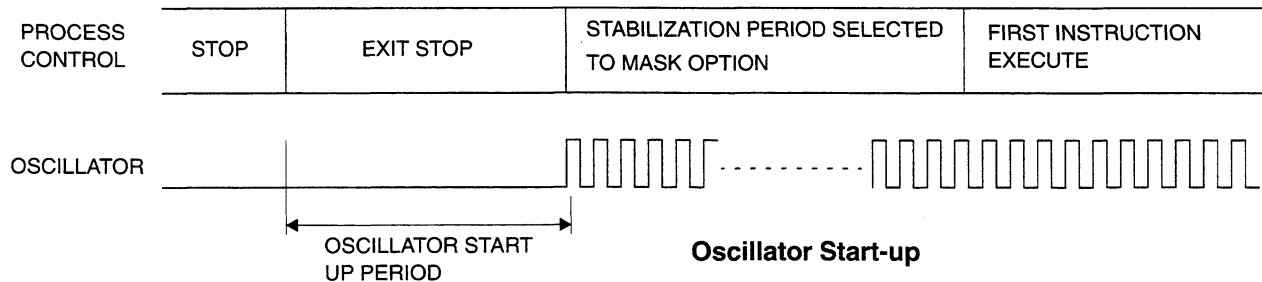 PROCESS
CONTROL
STOP
EXIT STOP
STABILIZATION PERIOD SELECTED
TO MASK OPTION
FIRST INSTRUCTION
EXECUTE
OSCILLATOR
OSCILLATOR START
UP PERIOD
Oscillator Start-up